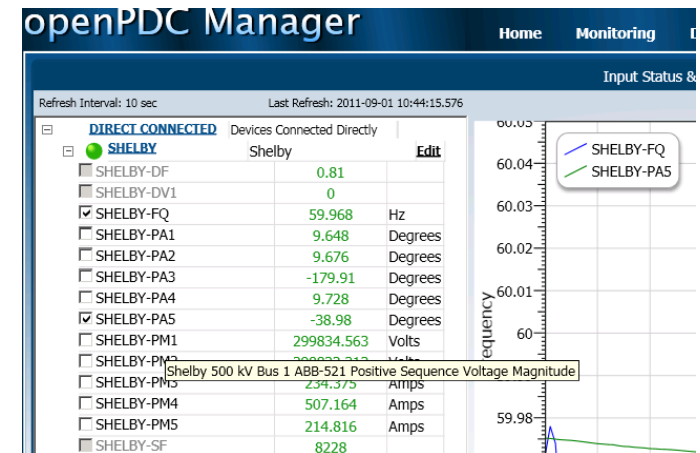 openPDC Manager
Home Monitoring D
Input Status &
Refresh Interval: 10 sec Last Refresh: 2011-09-01 10:44:15.576
DIRECT CONNECTED Devices Connected Directly
SHELBY Shelby Edit
SHELBY-DF 0.81
SHELBY-DV1 0
SHELBY-FQ 59.968 Hz
SHELBY-PA1 9.648 Degrees
SHELBY-PA2 9.676 Degrees
SHELBY-PA3 -179.91 Degrees
SHELBY-PA4 9.728 Degrees
SHELBY-PA5 -38.98 Degrees
SHELBY-PM1 299834.563 Volts
SHELBY-PM2 Volts
Shelby 500 kV Bus 1 ABB-521 Positive Sequence Voltage Magnitude
SHELBY-PM3 234.375 Amps
SHELBY-PM4 507.164 Amps
SHELBY-PM5 214.816 Amps
SHELBY-SF 8228
60.05
60.04
60.03
60.02
60.01
60
59.98
equency
SHELBY-FQ
SHELBY-PA5